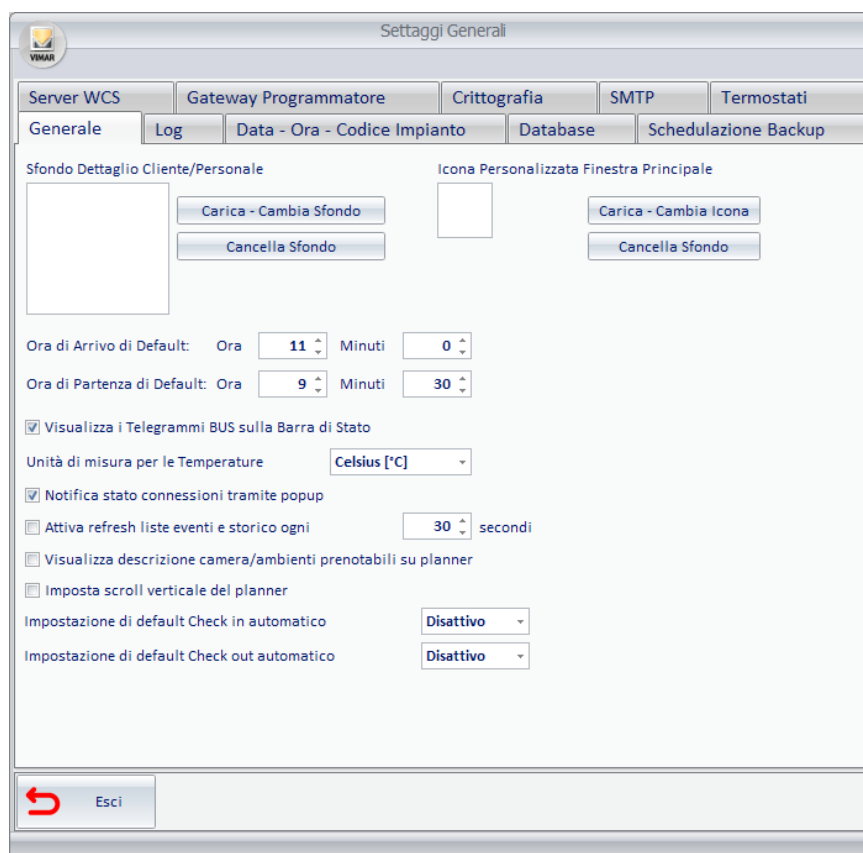 Settaggi Generali
VIMAR
Server WCS Gateway Programmatore Crittografia SMTP Termostati
Generale Log Data - Ora - Codice Impianto Database Schedulazione Backup
Sfondo Dettaglio Cliente/Personale Icona Personalizzata Finestra Principale
Carica - Cambia Sfondo Carica - Cambia Icona
Cancella Sfondo Cancella Sfondo
Ora di Arrivo di Default: Ora 11 Minuti 0
Ora di Partenza di Default: Ora 9 Minuti 30
Visualizza i Telegrammi BUS sulla Barra di Stato
Unità di misura per le Temperature Celsius [°C]
Notifica stato connessioni tramite popup
Attiva refresh liste eventi e storico ogni 30 secondi
Visualizza descrizione camera/ambienti prenotabili su planner
Imposta scroll verticale del planner
Impostazione di default Check in automatico Disattivo
Impostazione di default Check out automatico Disattivo
Esci